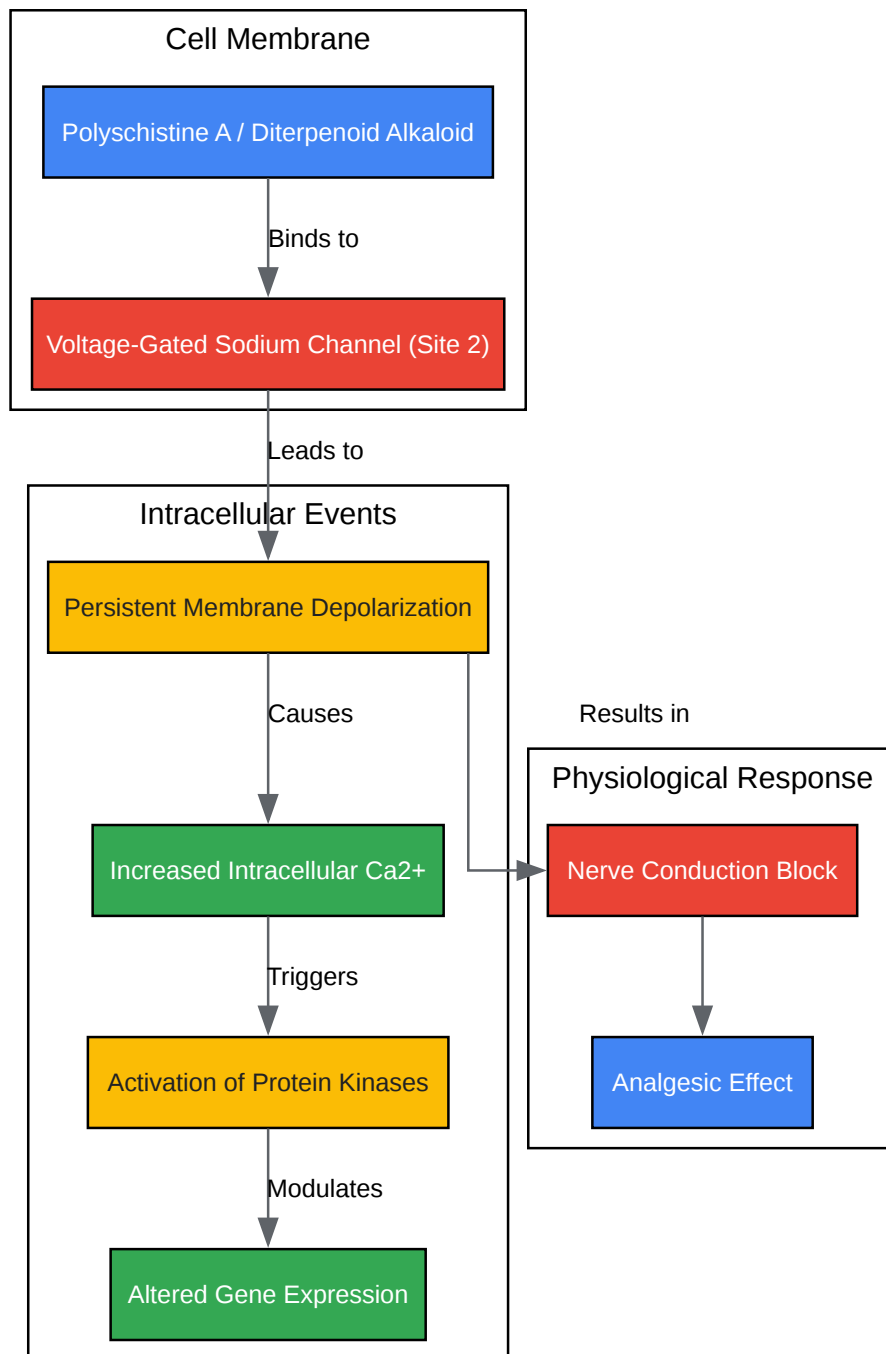 Cell Membrane
Polyschistine A / Diterpenoid Alkaloid
Binds to
Voltage-Gated Sodium Channel (Site 2)
Leads to
Intracellular Events
Persistent Membrane Depolarization
Causes
Results in
Physiological Response
Increased Intracellular Ca2+
Nerve Conduction Block
Triggers
Activation of Protein Kinases
Analgesic Effect
Modulates
Altered Gene Expression